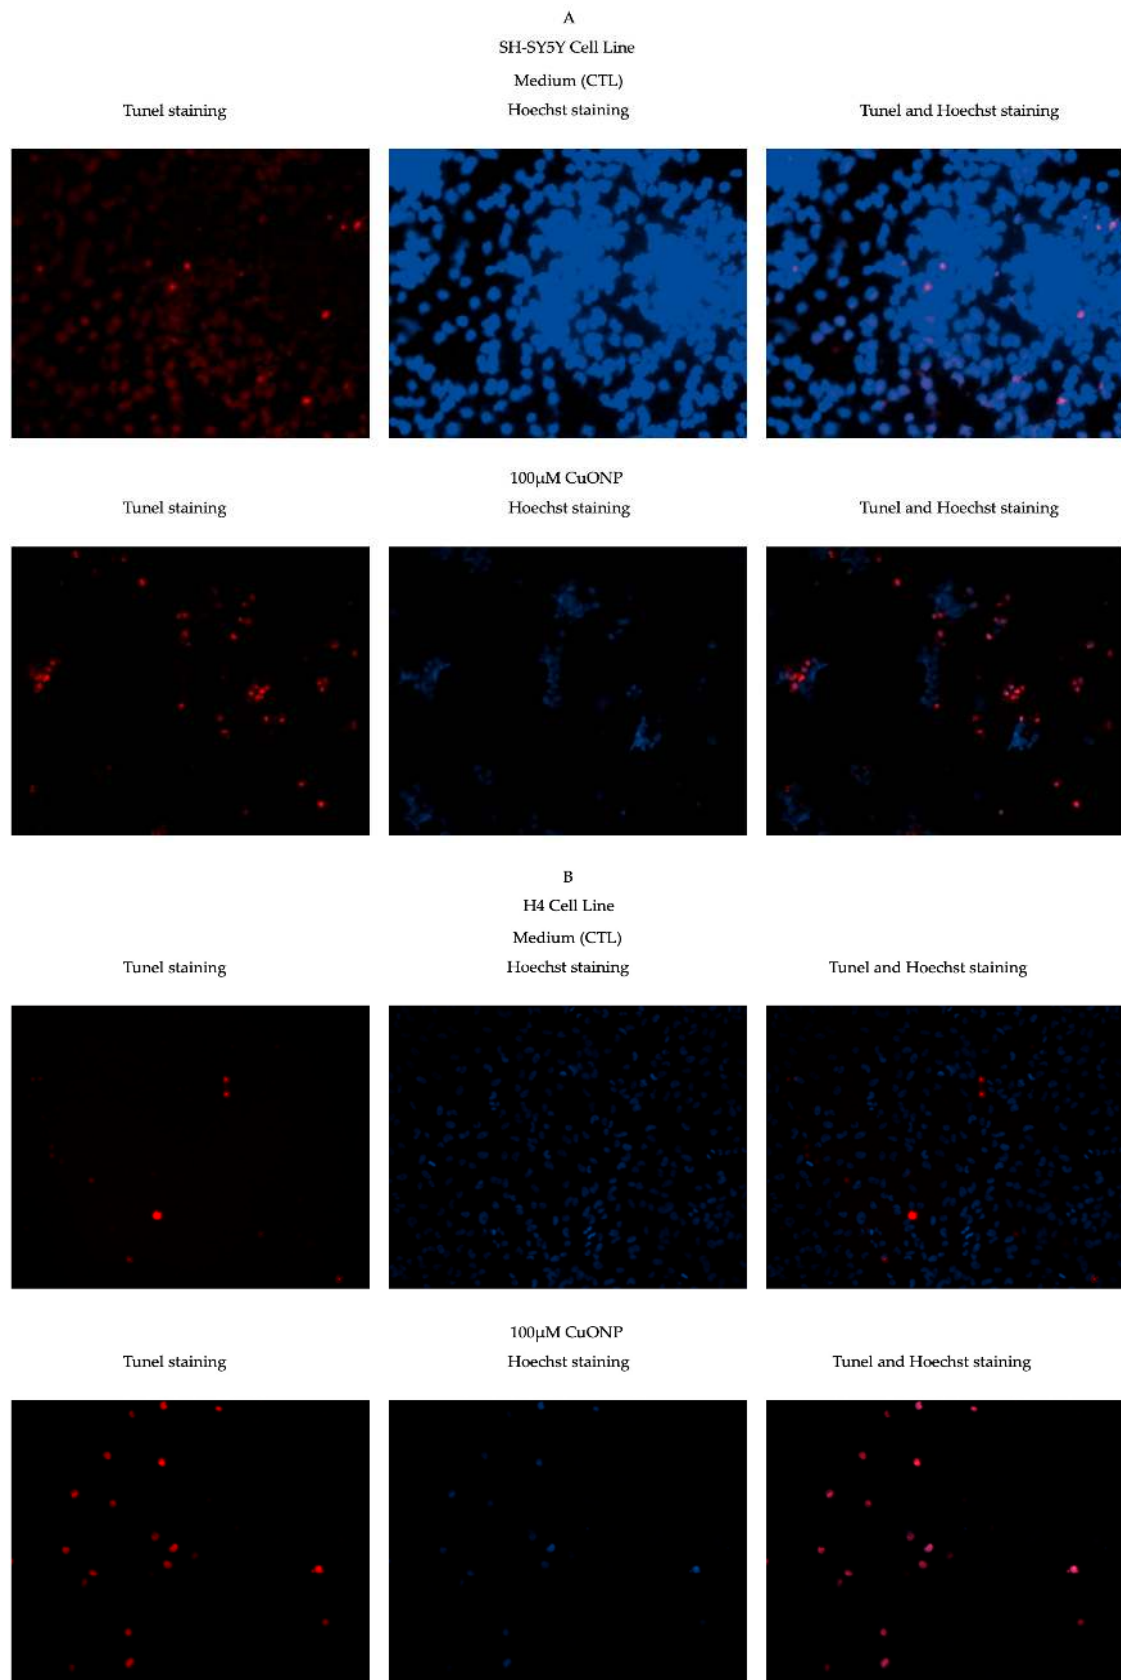 A
SH-SY5Y Cell Line
Medium (CTL)
Tunel staining Hoechst staining Tunel and Hoechst staining
100μM CuONP
Tunel staining Hoechst staining Tunel and Hoechst staining
B
H4 Cell Line
Medium (CTL)
Tunel staining Hoechst staining Tunel and Hoechst staining
100μM CuONP
Tunel staining Hoechst staining Tunel and Hoechst staining